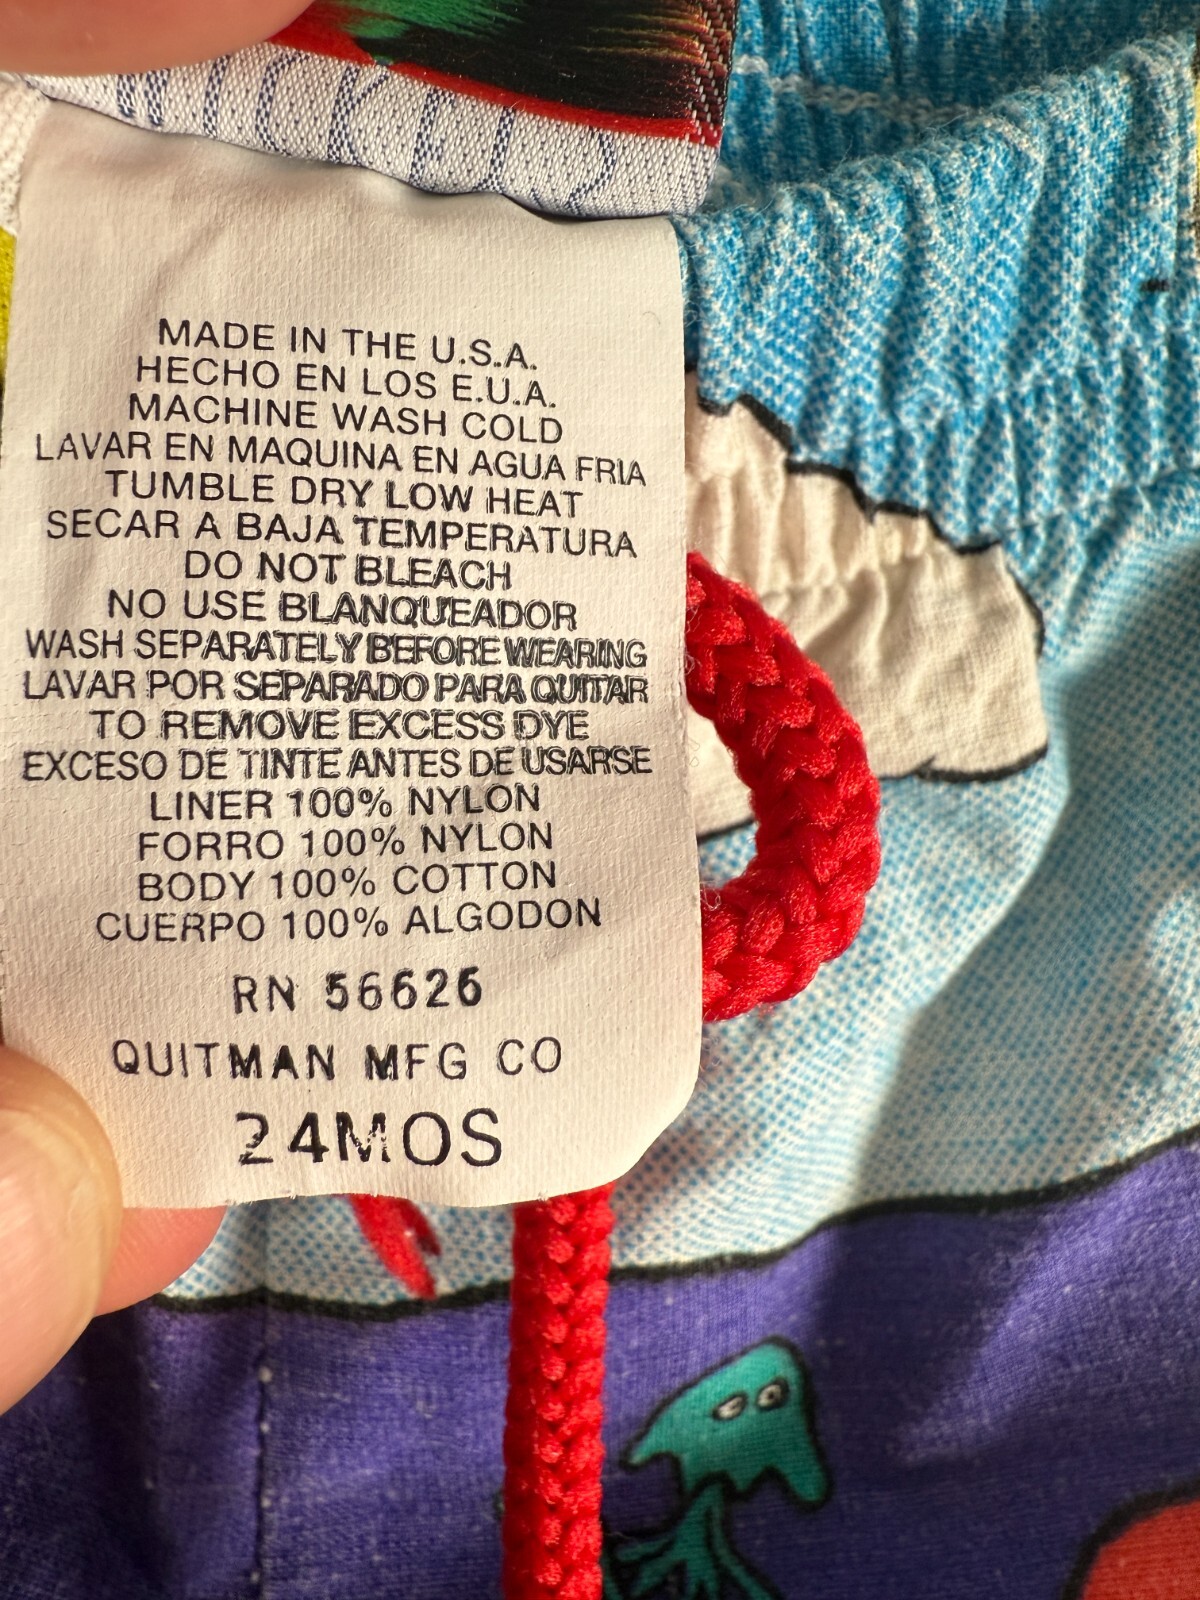 MADE IN THE U.S.A.
HECHO EN LOS E.U.A.
MACHINE WASH COLD
LAVAR EN MAQUINA EN AGUA FRIA
TUMBLE DRY LOW HEAT
SECAR A BAJA TEMPERATURA
DO NOT BLEACH
NO USE BLANQUEADOR
WASH SEPARATELY BEFORE WEARING
LAVAR POR SEPARADO PARA QUITAR
TO REMOVE EXCESS DYE
EXCESO DE TINTE ANTES DE USARSE
LINER 100% NYLON
FORRO 100% NYLON
BODY 100% COTTON
CUERPO 100% ALGODON
RN 56626
QUITMAN MFG CO
24MOS